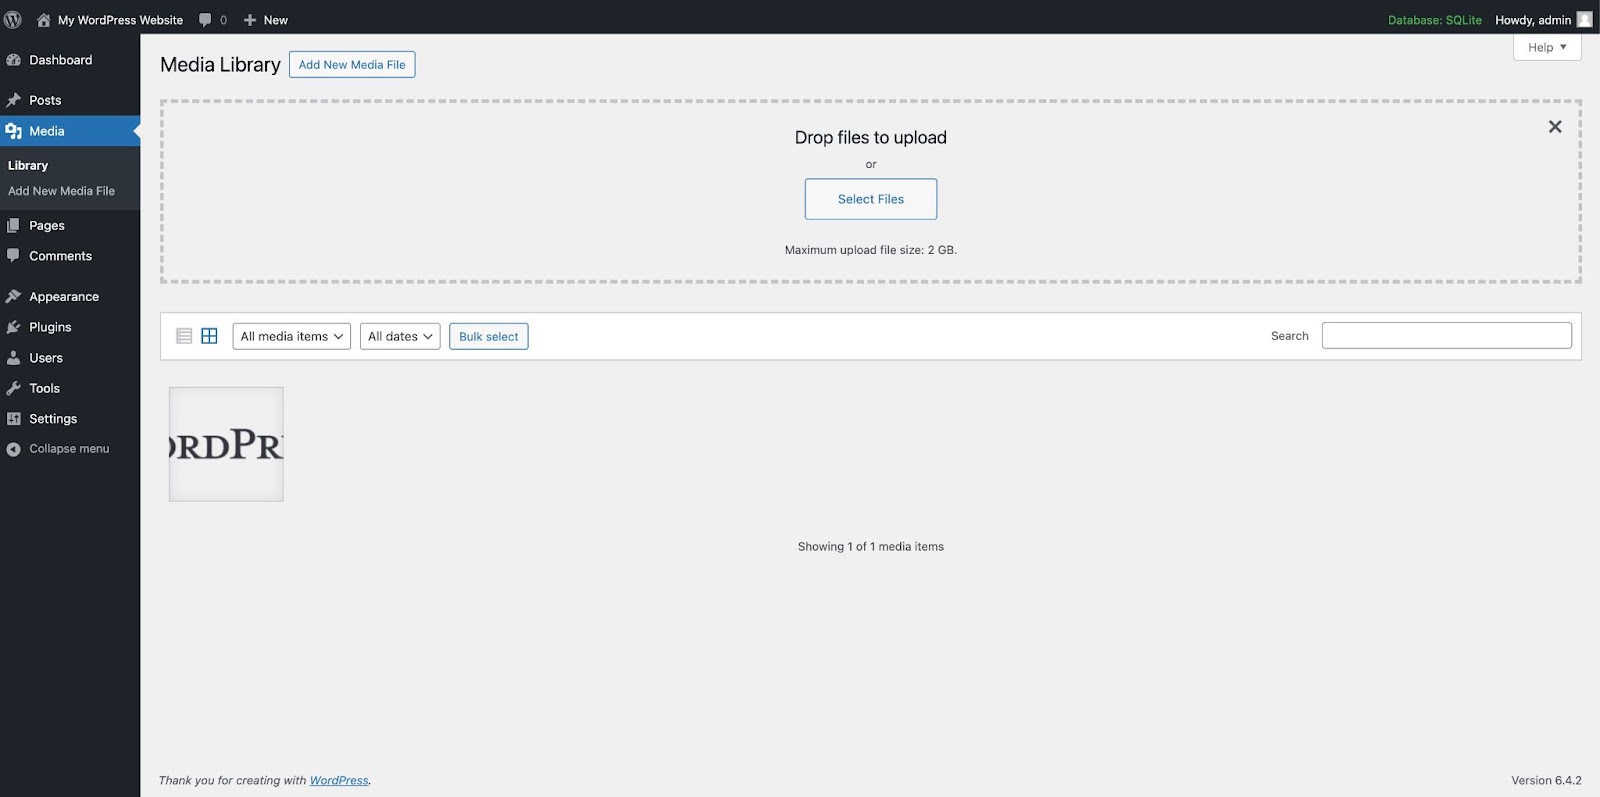 My WordPress Website 0 New Database: SQLite Howdy, admin
Help
Dashboard
Posts
Media
Library
Add New Media File
Pages
Comments
Appearance
Plugins
Users
Tools
Settings
Collapse menu
Media Library Add New Media File
Drop files to upload
or
Select Files
Maximum upload file size: 2 GB.
All media items All dates Bulk select Search
ORDPR
Showing 1 of 1 media items
Thank you for creating with WordPress. Version 6.4.2